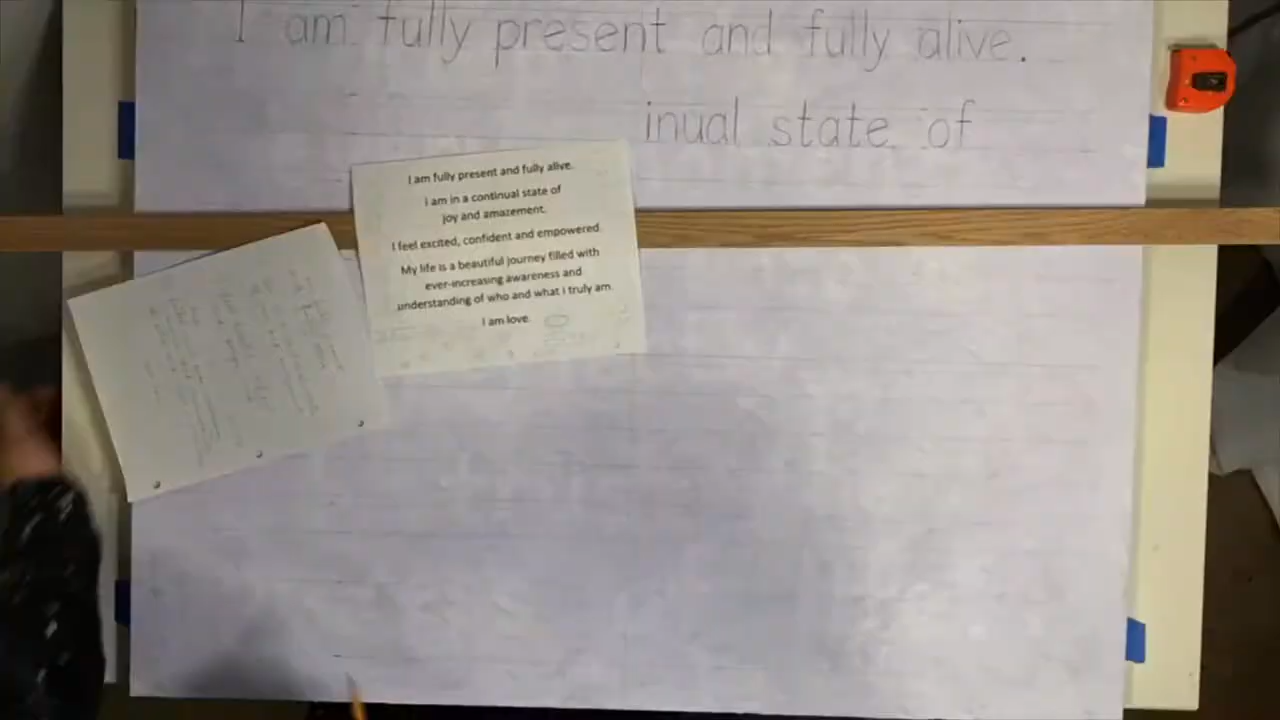 I am fully present and fully alive.
inual state of
I am fully present and fully alive.
I am in a continual state of
joy and amazement.
I feel excited, confident and empowered.
My life is a beautiful journey filled with
ever-increasing awareness and
understanding of who and what I truly am.
I am love.